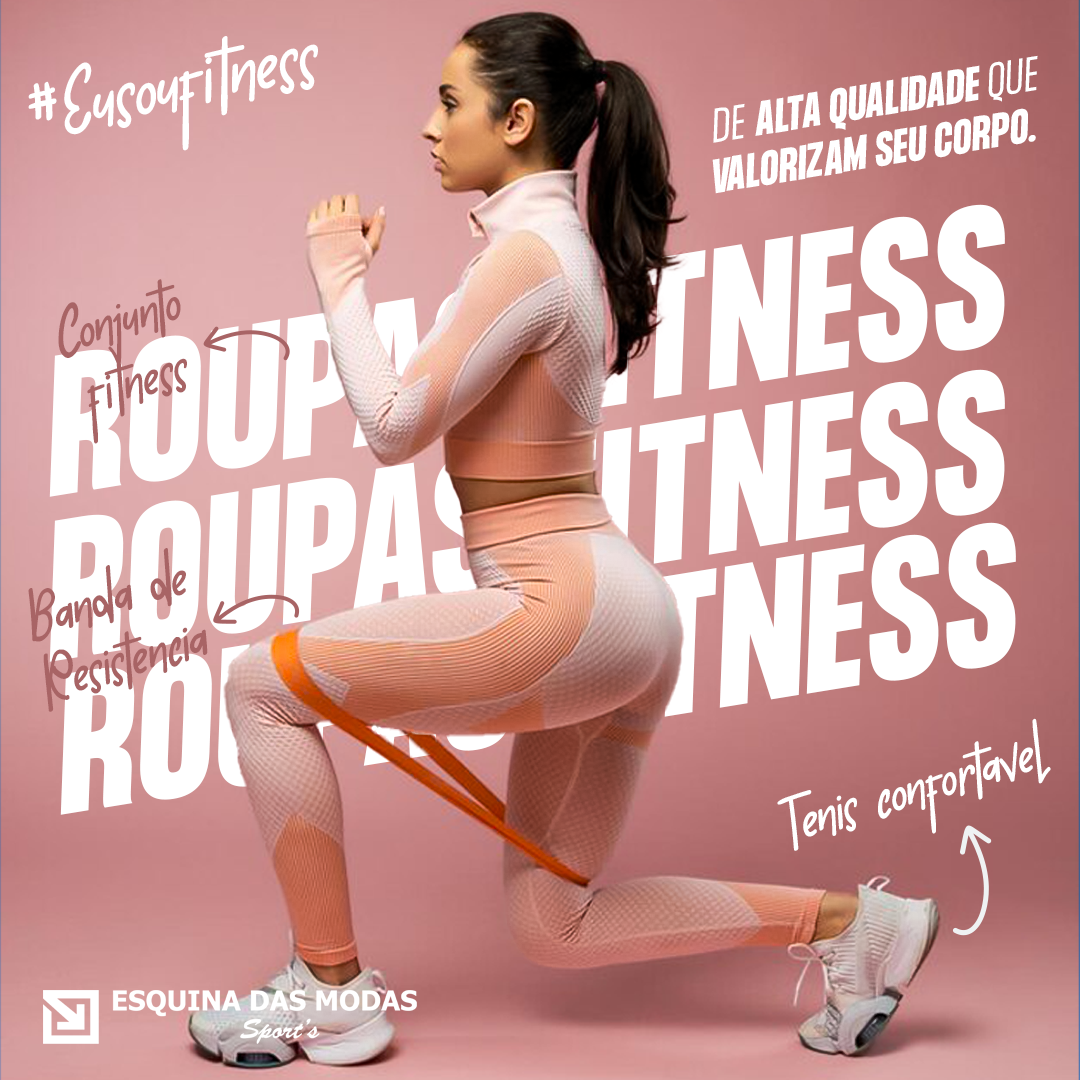 #Eusoufitness
DE ALTA QUALIDADE QUE
VALORIZAM SEU CORPO.
ROUPAS FITNESS
ROUPAS FITNESS
ROUPAS FITNESS
Conjunto
Fitness
Banda de
Resistencia
Tenis confortavel
ESQUINA DAS MODAS
Sport's